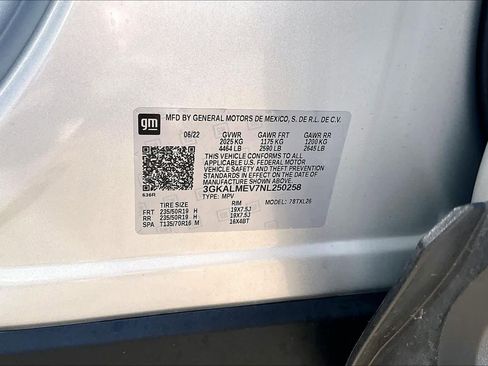 gm
MFD BY GENERAL MOTORS DE MEXICO, S. DE R.L. DE C.V.
06/22 GVWR GAWR FRT GAWR RR
2025 KG 1175 KG 1200 KG
4464 LB 2590 LB 2645 LB
THIS VEHICLE CONFORMS TO ALL
APPLICABLE U.S. FEDERAL MOTOR
VEHICLE SAFETY AND THEFT PREVENTION
STANDARDS IN EFFECT ON THE DATE OF
MANUFACTURE SHOWN ABOVE.
3GKALMEV7NL250258
TYPE: MPV MODEL: 78TXL26
TIRE SIZE RIM
FRT 235/50R19 H 19X7.5J
RR 235/50R19 H 19X7.5J
SPA T135/70R16 M 16X4BT